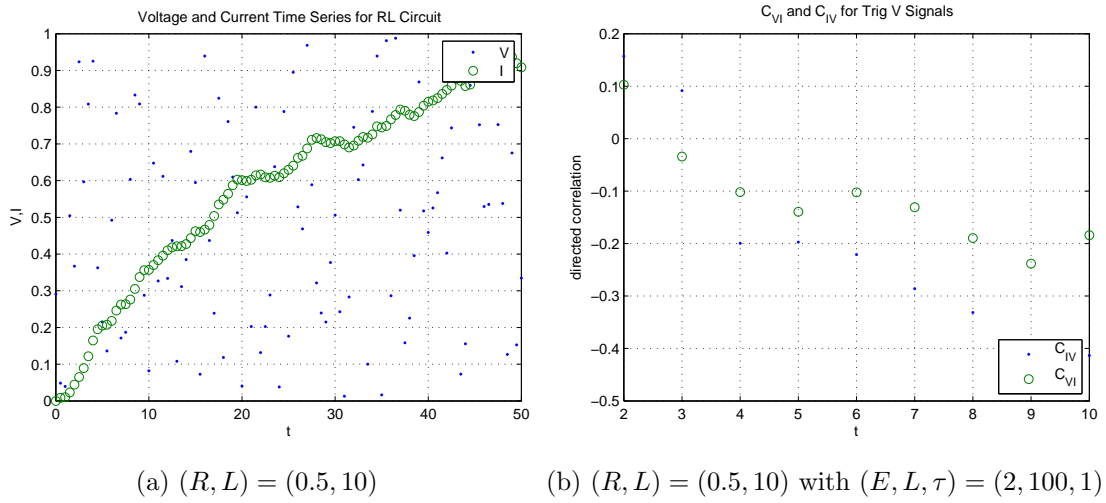 Voltage and Current Time Series for RL Circuit
1
0.9
0.8
0.7
0.6
0.5
0.4
0.3
0.2
0.1
0
V,I
0 10 20 30 40 50
t
V
I
(a) (R, L) = (0.5, 10)
C_VI and C_IV for Trig V Signals
0.2
0.1
0
−0.1
−0.2
−0.3
−0.4
−0.5
directed correlation
2 3 4 5 6 7 8 9 10
t
C_IV
C_VI
(b) (R, L) = (0.5, 10) with (E, L, τ) = (2, 100, 1)